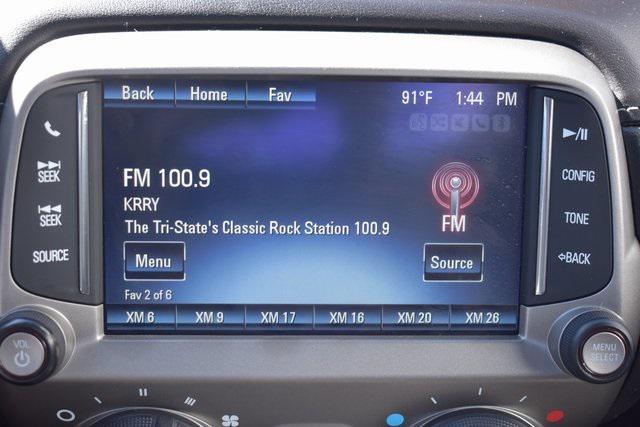 Back Home Fav 91°F 1:44 PM
FM 100.9
KRRY
The Tri-State's Classic Rock Station 100.9
FM
Menu Source
Fav 2 of 6
XM 6 XM 9 XM 17 XM 16 XM 20 XM 26
SEEK
SEEK
SOURCE
CONFIG
TONE
BACK
VOL
MENU
SELECT